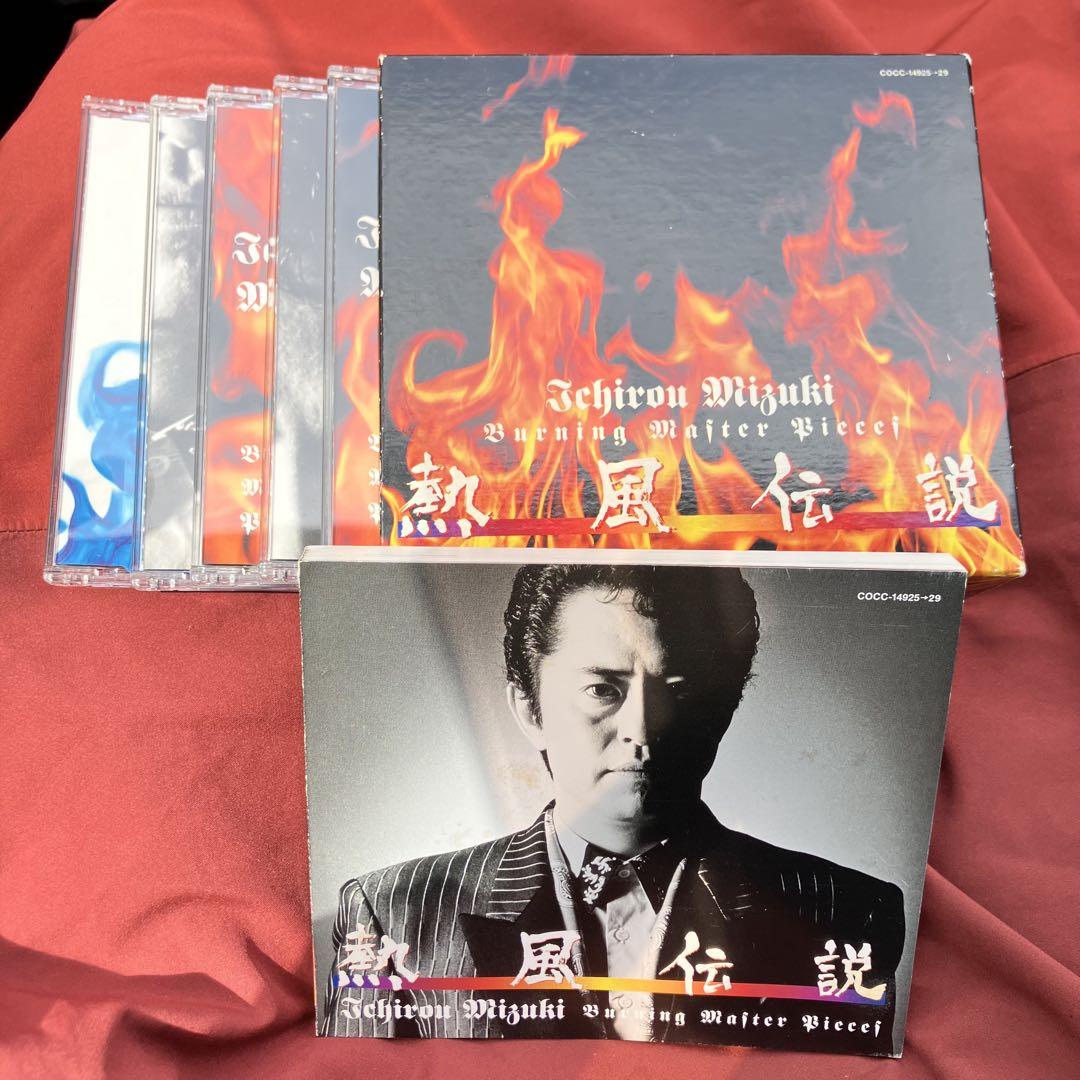 COCC-14925→29
Ichirou Mizuki
Burning Maſter Pieceſ
熱風伝説
COCC-14925→29
熱風伝説
Ichirou Mizuki Burning Maſter Pieceſ